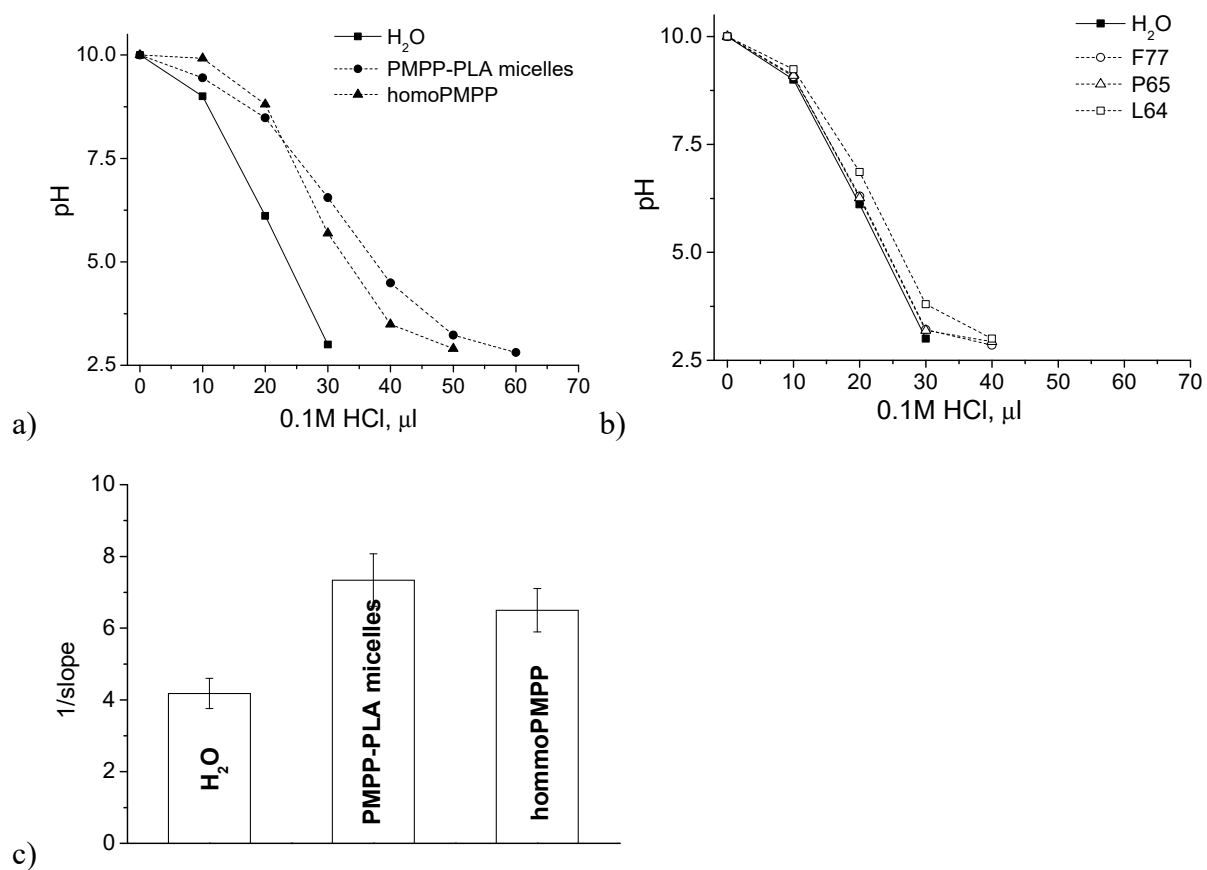 H₂O
PMPP-PLA micelles
homoPMPP
10.0
7.5
5.0
2.5
pH
0 10 20 30 40 50 60 70
0.1M HCl, μl
a)
H₂O
F77
P65
L64
10.0
7.5
5.0
2.5
pH
0 10 20 30 40 50 60 70
0.1M HCl, μl
b)
10
8
6
4
2
0
1/slope
H₂O
PMPP-PLA micelles
hommoPMPP
c)